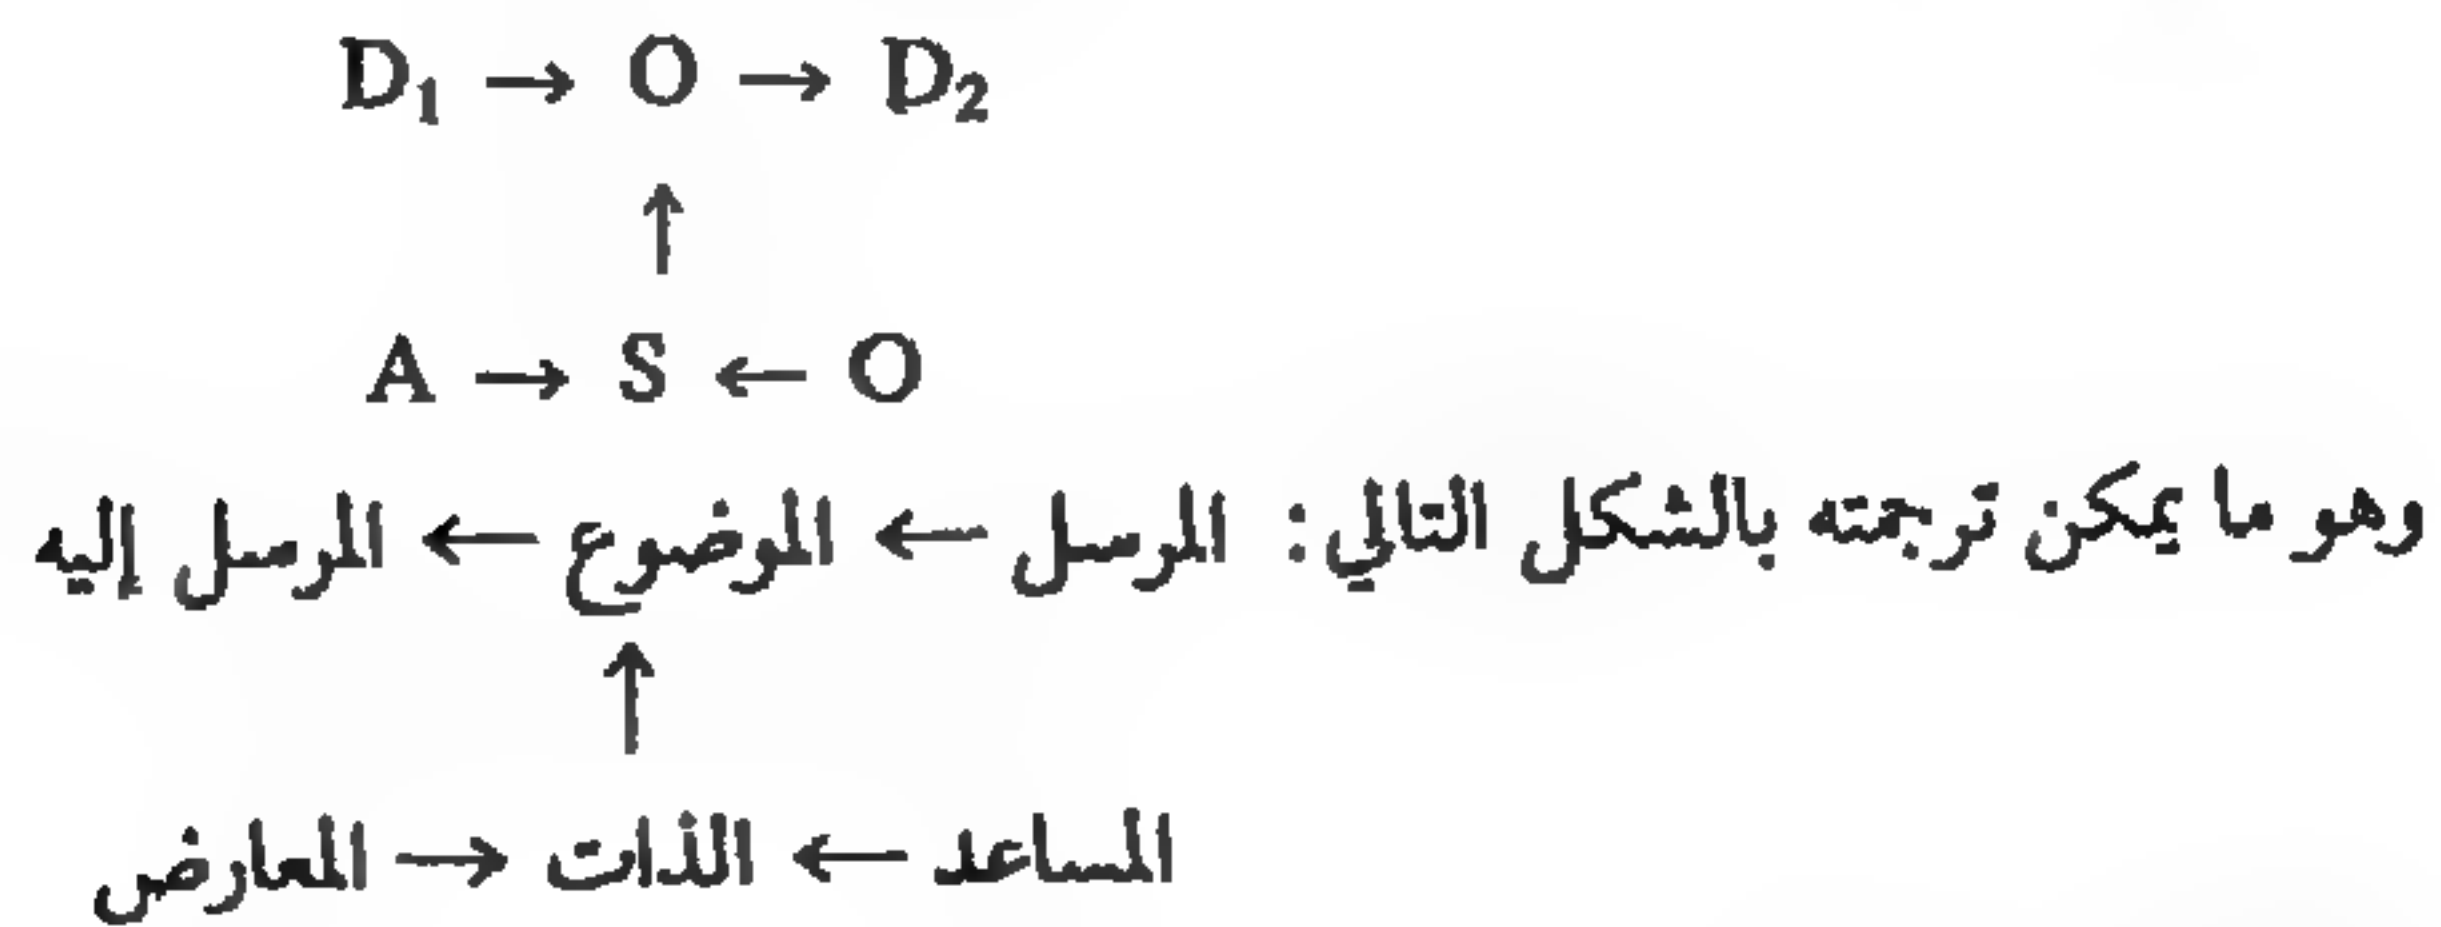 D₁ → O → D₂
↑
A → S ← O
وهو ما يمكن ترجمته بالشكل التالي: المرسل ← الموضوع ← المرسل إليه
↑
المساعد ← الذات → المعارض